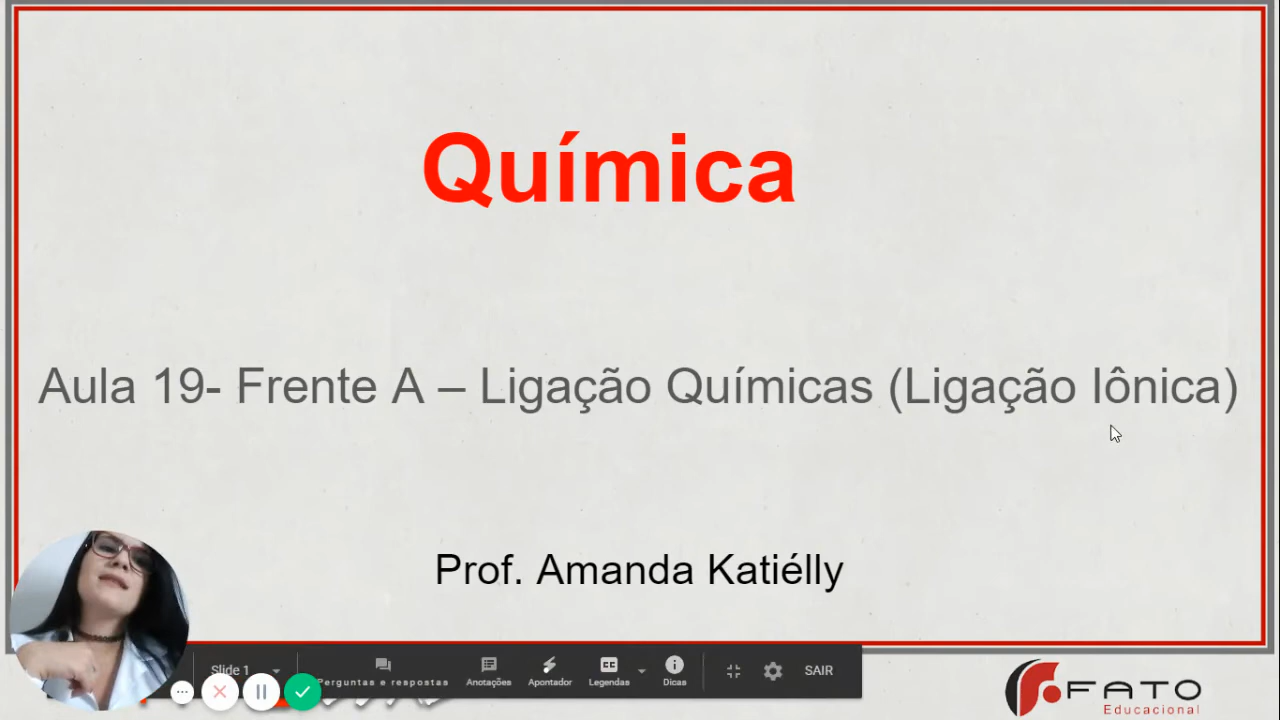 Química
Aula 19- Frente A – Ligação Químicas (Ligação Iônica)
Prof. Amanda Katiélly
Slide 1
Perguntas e respostas
Anotações
Apontador
CC
Legendas
Dicas
SAIR
FATO
Educacional